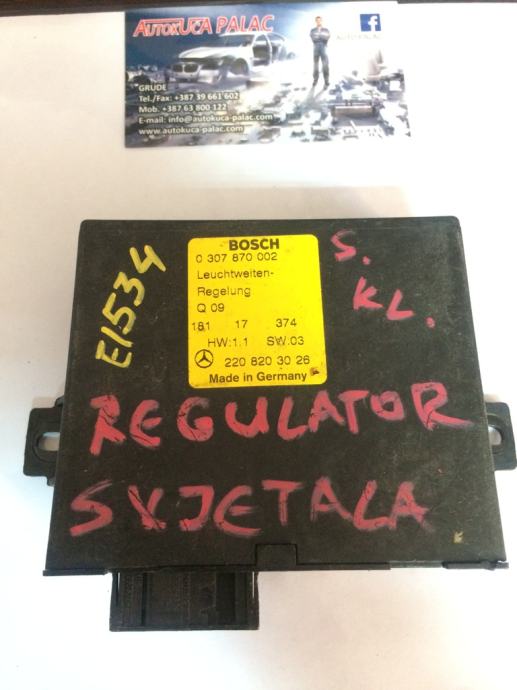 AUTOKUĆA PALAC
AUTO PALAC
GRUDE
Tel./Fax: +387 39 661 602
Mob. +387 63 800 122
E-mail: info@autokuca-palac.com
www.autokuca-palac.com
E1534
BOSCH
0 307 870 002
Leuchtweiten-
Regelung
Q 09
181 17 374
HW:1.1 SW:03
220 820 30 26
Made in Germany
S.
KL.
REGULATOR
SVJETALA